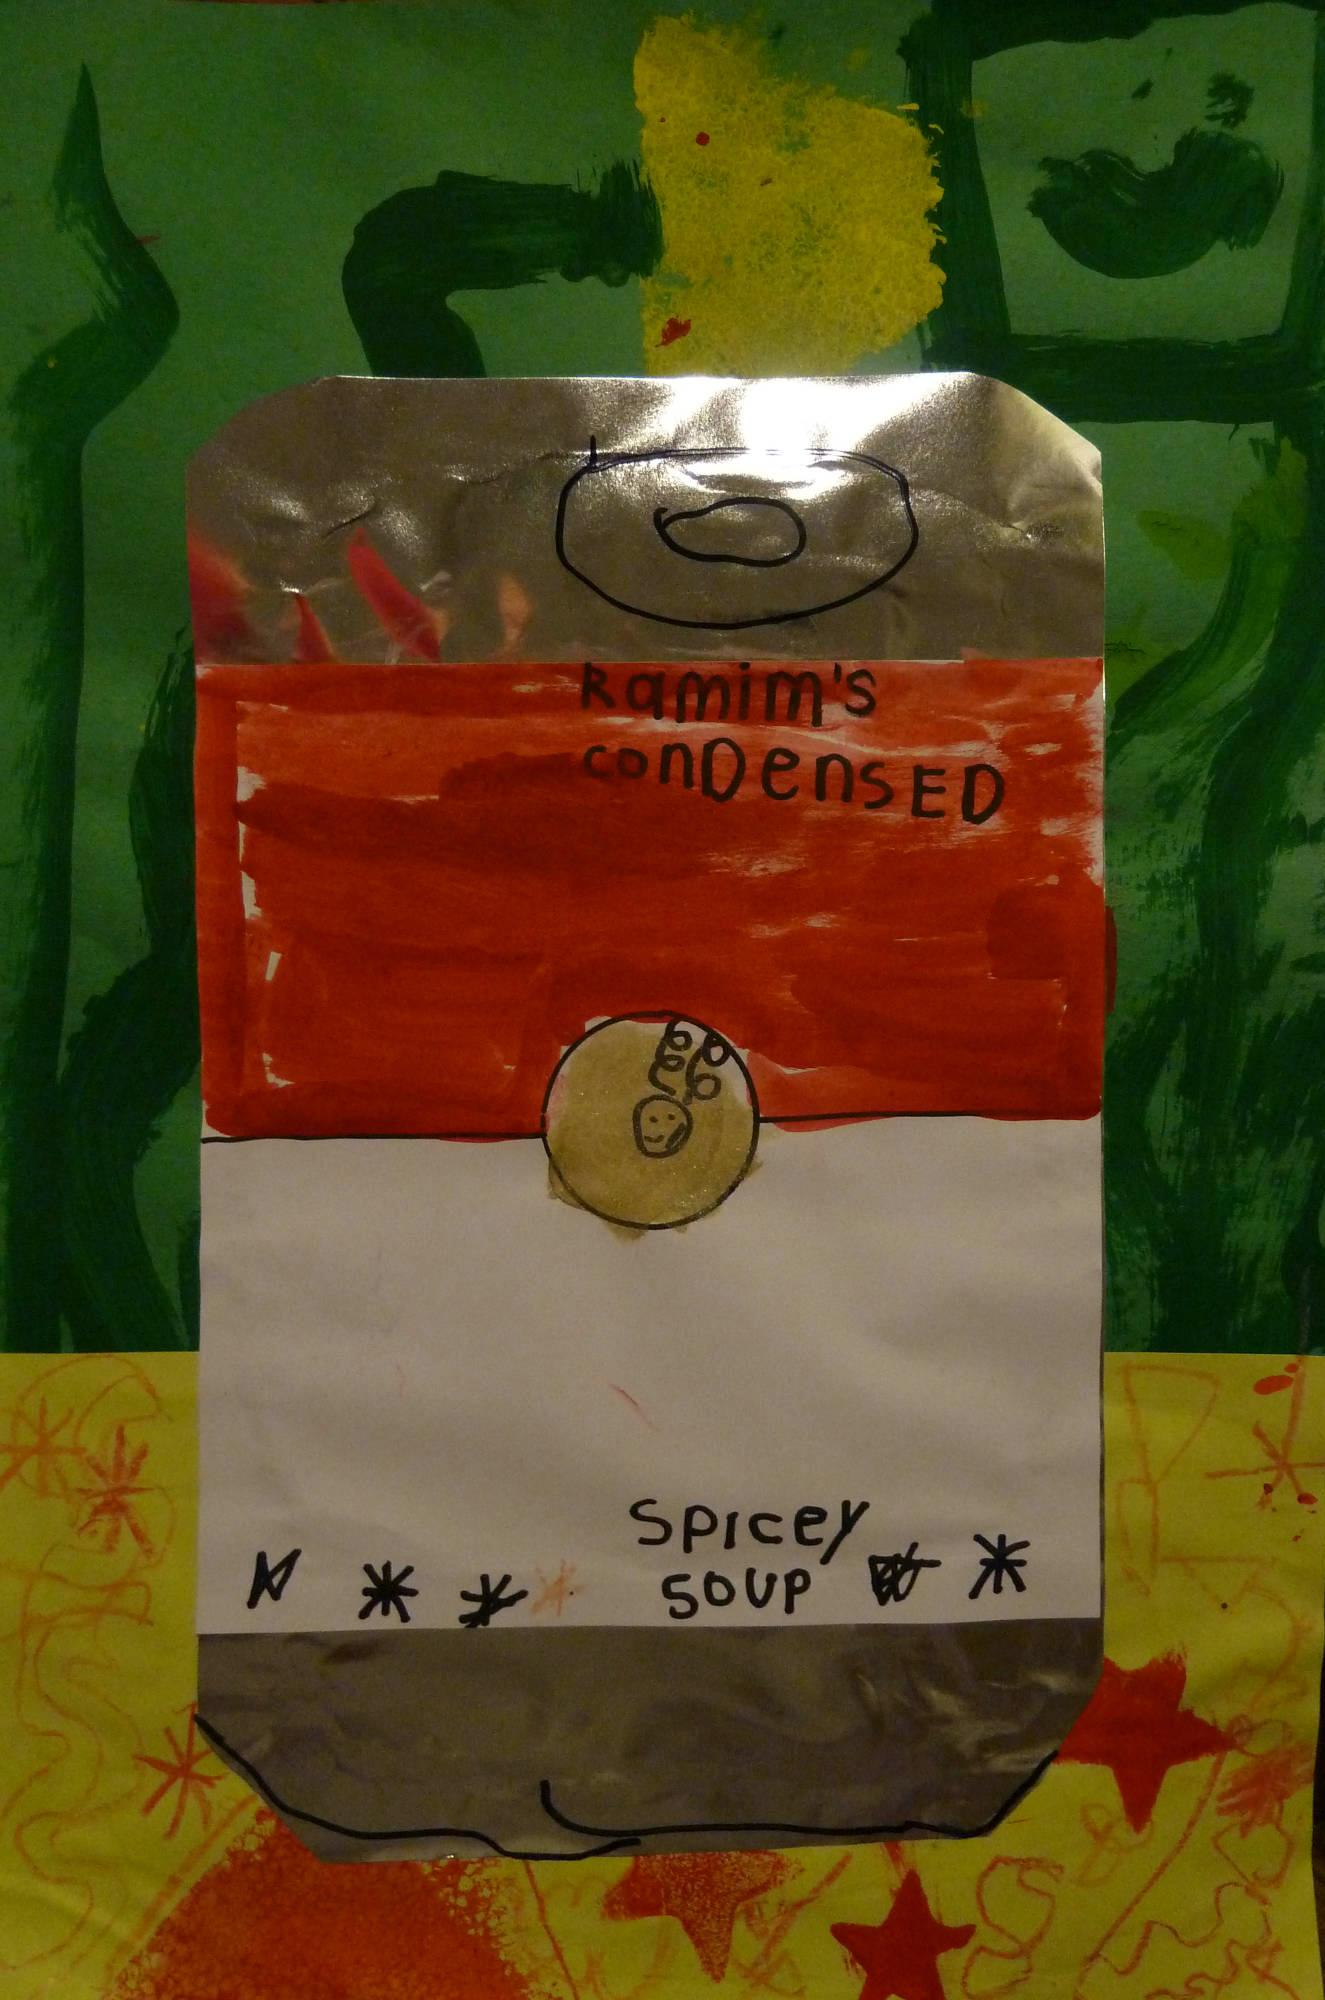 Ramim's
conDensED
Spicey
soup